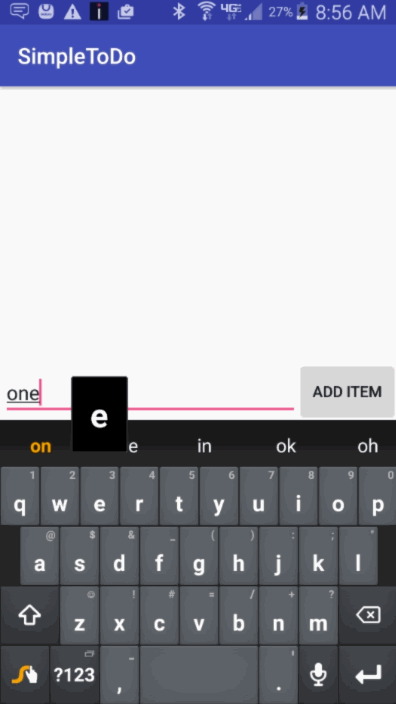 4G 27% 8:56 AM
SimpleToDo
one
ADD ITEM
e
on e in ok oh
1 2 3 4 5 6 7 8 9 0
q w e r t y u i o p
@ $ & _ ( ) : ; "
a s d f g h j k l
! # = / + ?
z x c v b n m
?123 , ' .